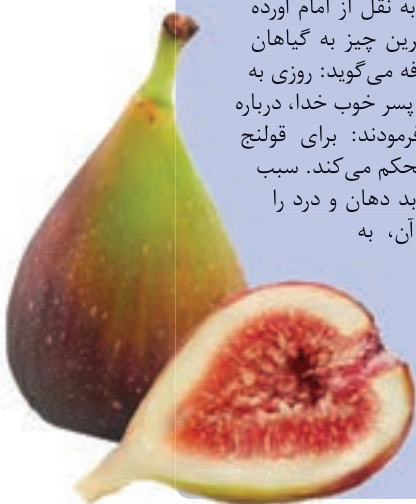 به نقل از امام آورده
رین چیز به گیاهان
فه می‌گوید: روزی به
پسر خوب خدا، درباره
فرمودند: برای قولنج
حکم می‌کند. سبب
بد دهان و درد را
آن، به